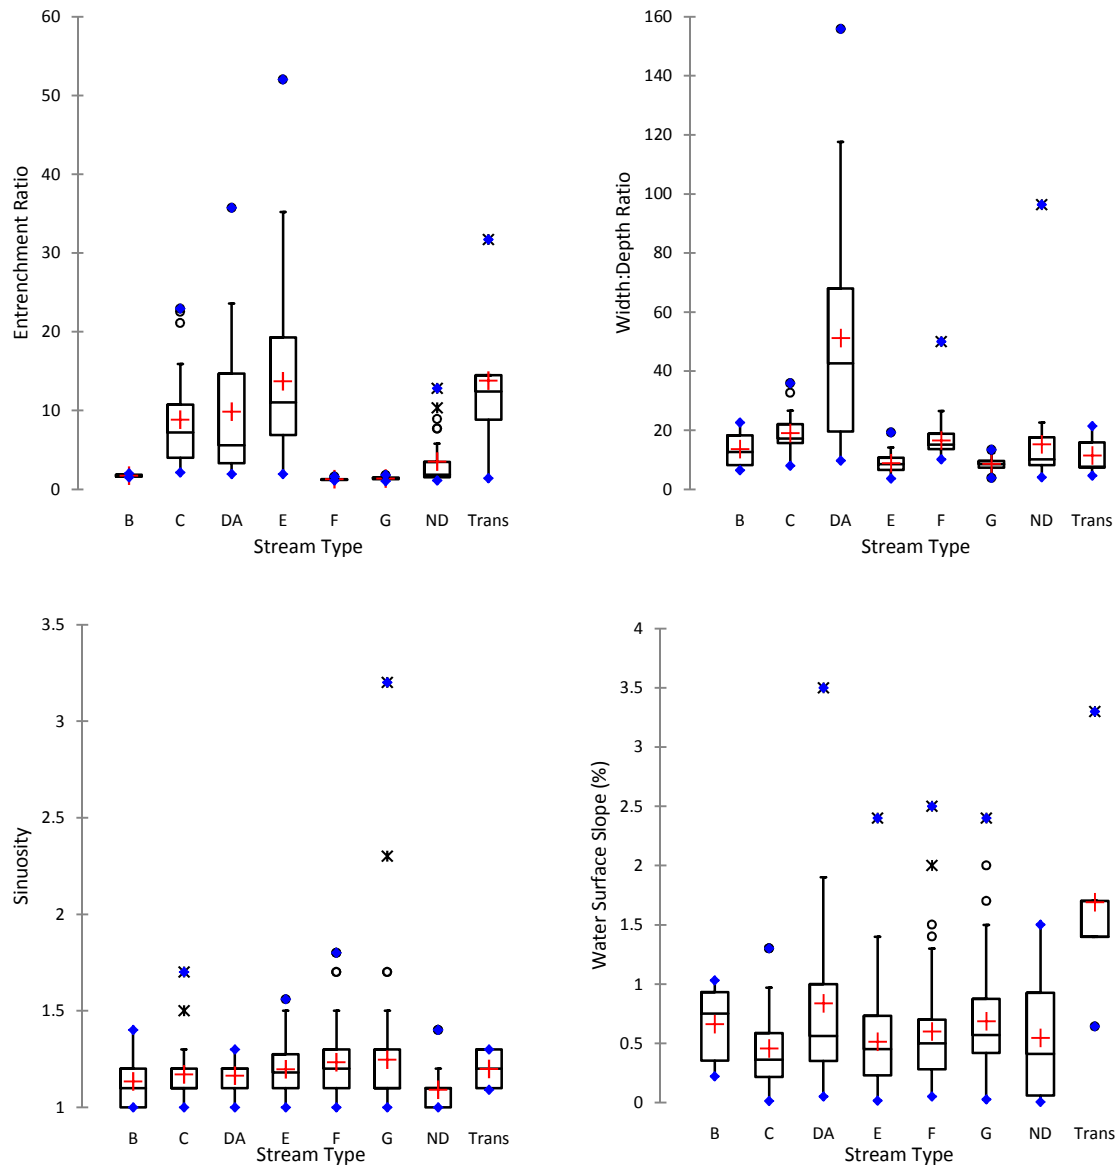 60
50
40
30
20
10
0
Entrenchment Ratio
B C DA E F G ND Trans
Stream Type
160
140
120
100
80
60
40
20
0
Width:Depth Ratio
B C DA E F G ND Trans
Stream Type
3.5
3
2.5
2
1.5
1
Sinuosity
B C DA E F G ND Trans
Stream Type
4
3.5
3
2.5
2
1.5
1
0.5
0
Water Surface Slope (%)
B C DA E F G ND Trans
Stream Type